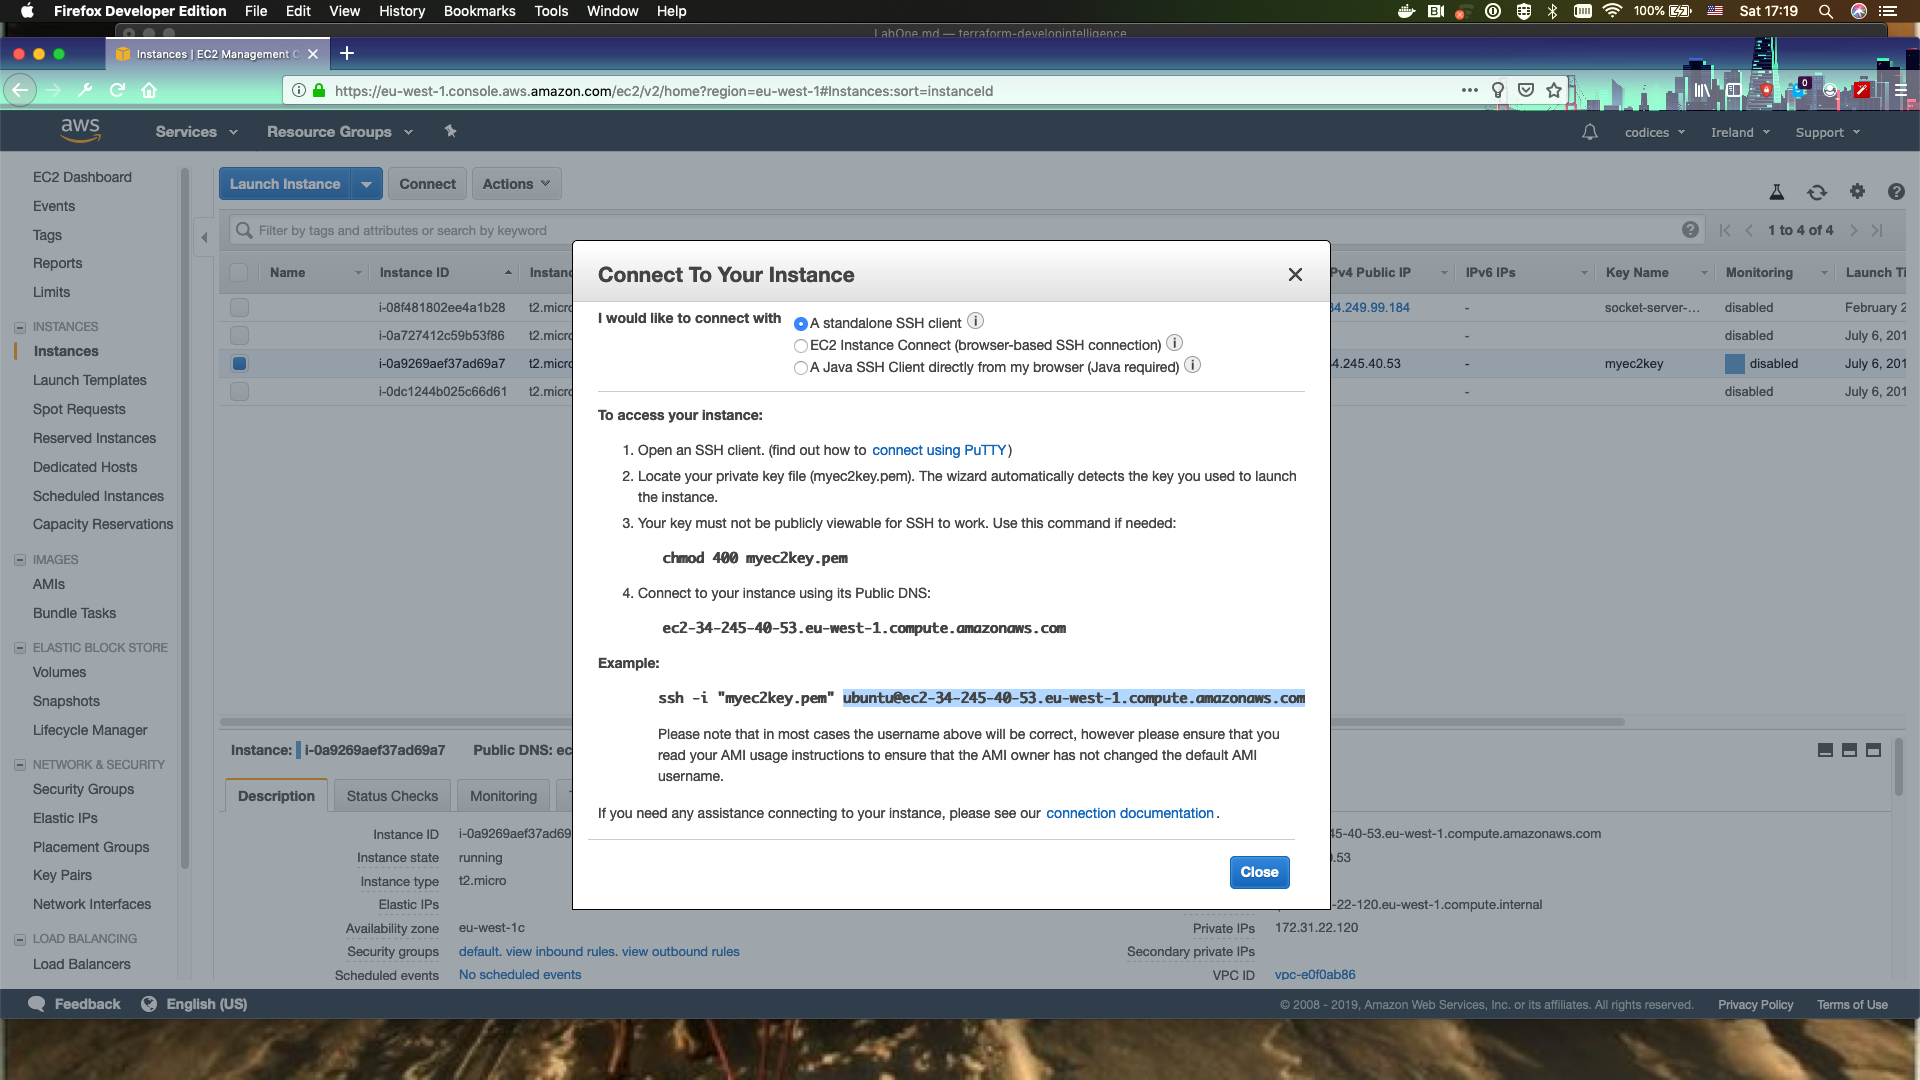 Firefox Developer Edition File Edit View History Bookmarks Tools Window Help 100% Sat 17:19
LabOne.md — terraform-developintelligence
Instances | EC2 Management C
https://eu-west-1.console.aws.amazon.com/ec2/v2/home?region=eu-west-1#Instances:sort=instanceId
0
aws Services Resource Groups codices Ireland Support
EC2 Dashboard
Events
Tags
Reports
Limits
INSTANCES
Instances
Launch Templates
Spot Requests
Reserved Instances
Dedicated Hosts
Scheduled Instances
Capacity Reservations
IMAGES
AMIs
Bundle Tasks
ELASTIC BLOCK STORE
Volumes
Snapshots
Lifecycle Manager
NETWORK & SECURITY
Security Groups
Elastic IPs
Placement Groups
Key Pairs
Network Interfaces
LOAD BALANCING
Load Balancers
Launch Instance Connect Actions
Filter by tags and attributes or search by keyword 1 to 4 of 4
Name Instance ID Instanc Pv4 Public IP IPv6 IPs Key Name Monitoring Launch Ti
i-08f481802ee4a1b28 t2.micro 34.249.99.184 - socket-server-... disabled February 2
i-0a727412c59b53f86 t2.micro - disabled July 6, 201
i-0a9269aef37ad69a7 t2.micro 4.245.40.53 - myec2key disabled July 6, 201
i-0dc1244b025c66d61 t2.micro - disabled July 6, 201
Connect To Your Instance
I would like to connect with A standalone SSH client
EC2 Instance Connect (browser-based SSH connection)
A Java SSH Client directly from my browser (Java required)
To access your instance:
1. Open an SSH client. (find out how to connect using PuTTY)
2. Locate your private key file (myec2key.pem). The wizard automatically detects the key you used to launch
the instance.
3. Your key must not be publicly viewable for SSH to work. Use this command if needed:
chmod 400 myec2key.pem
4. Connect to your instance using its Public DNS:
ec2-34-245-40-53.eu-west-1.compute.amazonaws.com
Example:
ssh -i "myec2key.pem" ubuntu@ec2-34-245-40-53.eu-west-1.compute.amazonaws.com
Please note that in most cases the username above will be correct, however please ensure that you
read your AMI usage instructions to ensure that the AMI owner has not changed the default AMI
username.
If you need any assistance connecting to your instance, please see our connection documentation.
Close
Instance: i-0a9269aef37ad69a7 Public DNS: ec
Description Status Checks Monitoring
Instance ID i-0a9269aef37ad69 45-40-53.eu-west-1.compute.amazonaws.com
Instance state running .53
Instance type t2.micro
Elastic IPs -22-120.eu-west-1.compute.internal
Availability zone eu-west-1c Private IPs 172.31.22.120
Security groups default. view inbound rules. view outbound rules Secondary private IPs
Scheduled events No scheduled events VPC ID vpc-e0f0ab86
Feedback English (US) © 2008 - 2019, Amazon Web Services, Inc. or its affiliates. All rights reserved. Privacy Policy Terms of Use